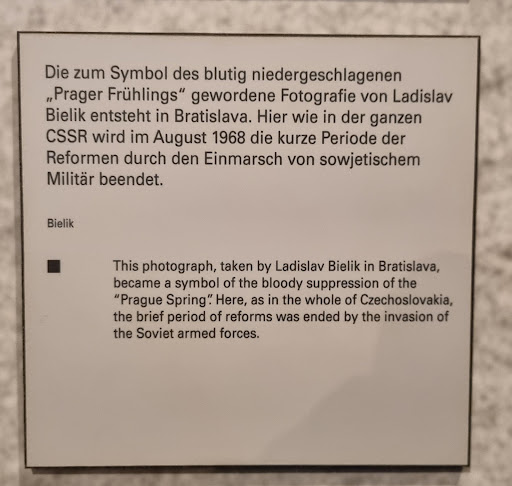 Die zum Symbol des blutig niedergeschlagenen
„Prager Frühlings“ gewordene Fotografie von Ladislav
Bielik entsteht in Bratislava. Hier wie in der ganzen
CSSR wird im August 1968 die kurze Periode der
Reformen durch den Einmarsch von sowjetischem
Militär beendet.
Bielik
This photograph, taken by Ladislav Bielik in Bratislava,
became a symbol of the bloody suppression of the
“Prague Spring”. Here, as in the whole of Czechoslovakia,
the brief period of reforms was ended by the invasion of
the Soviet armed forces.